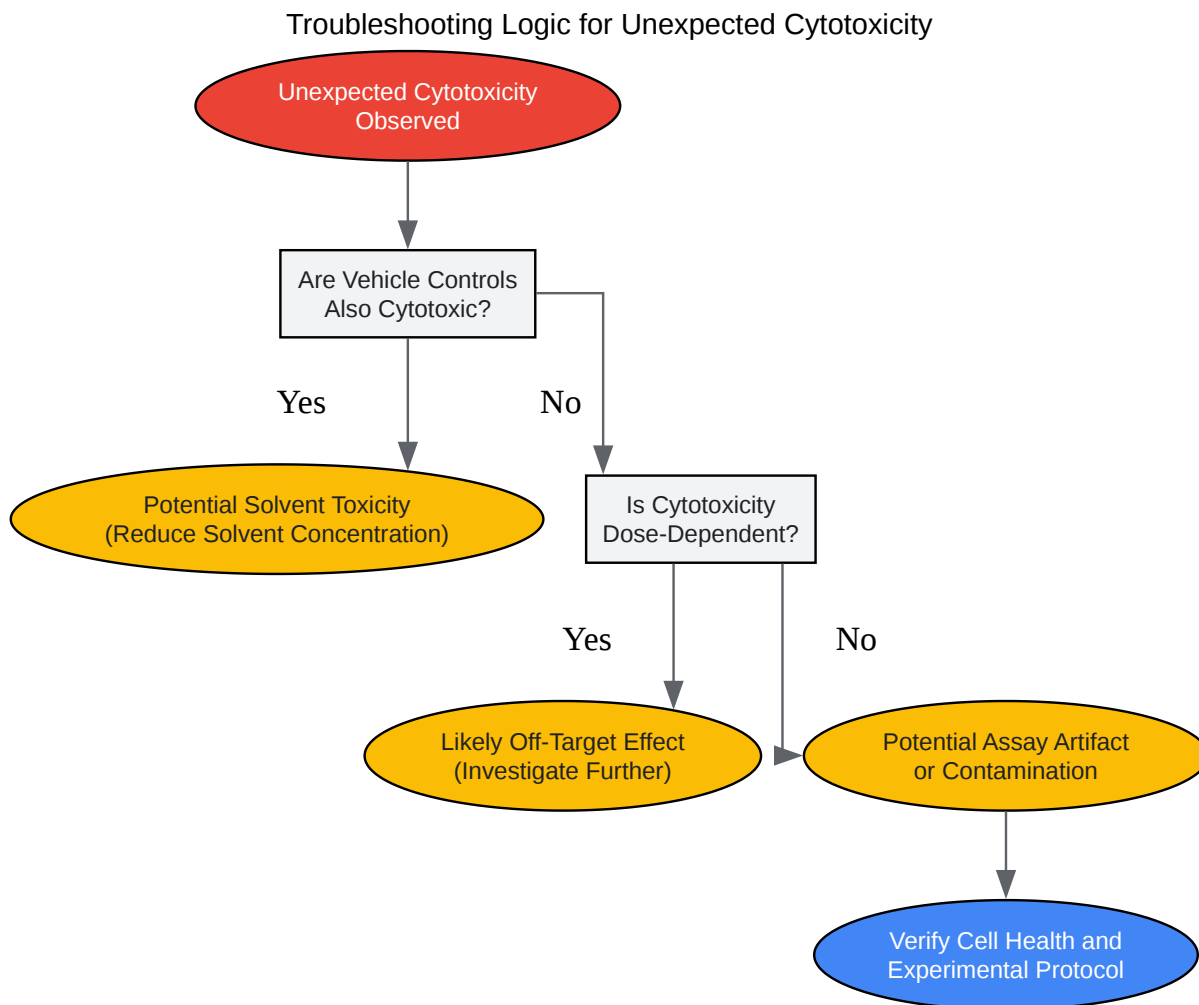 Troubleshooting Logic for Unexpected Cytotoxicity
Unexpected Cytotoxicity
Observed
Are Vehicle Controls
Also Cytotoxic?
Yes
No
Potential Solvent Toxicity
(Reduce Solvent Concentration)
Is Cytotoxicity
Dose-Dependent?
Yes
No
Likely Off-Target Effect
(Investigate Further)
Potential Assay Artifact
or Contamination
Verify Cell Health and
Experimental Protocol